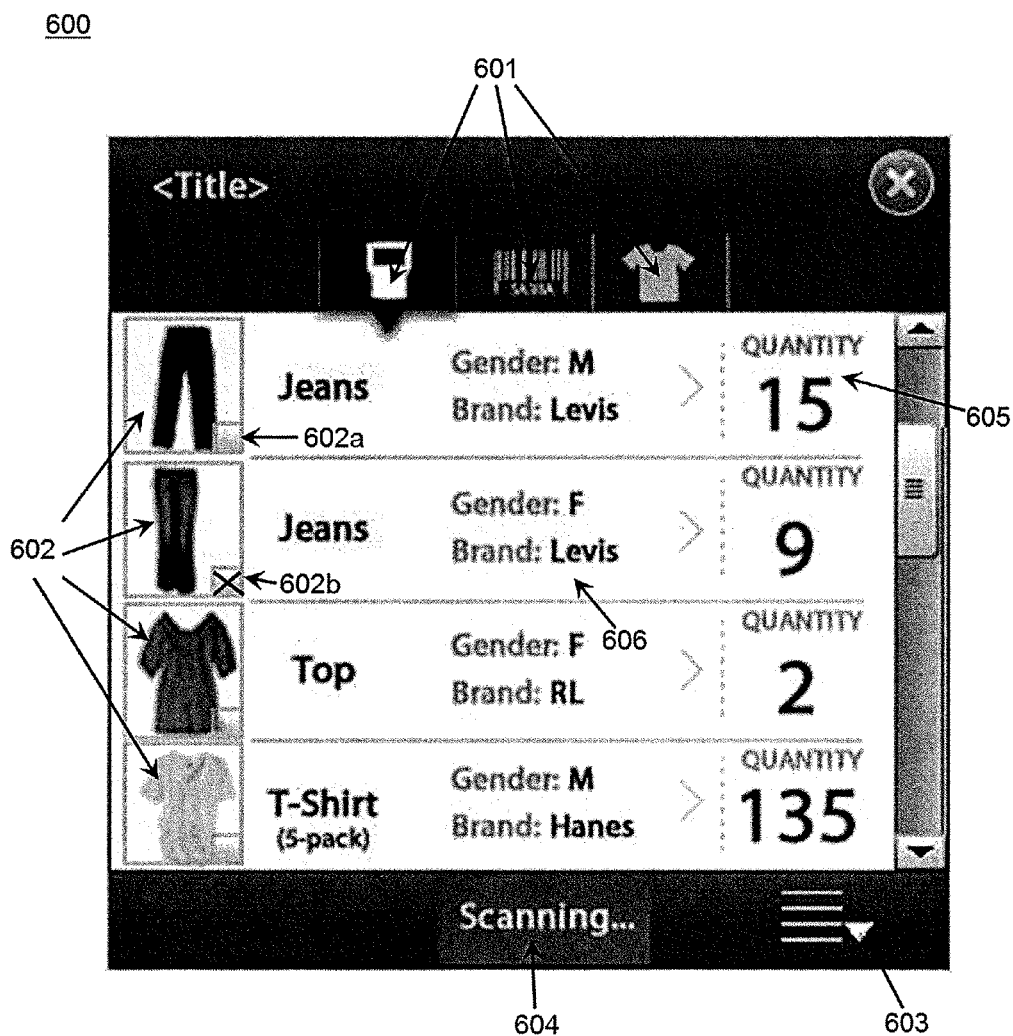 600
601
<Title>
Jeans
Gender: M
Brand: Levis
QUANTITY
15
605
602a
Jeans
Gender: F
Brand: Levis
QUANTITY
9
602
602b
606
Top
Gender: F
Brand: RL
QUANTITY
2
T-Shirt
(5-pack)
Gender: M
Brand: Hanes
QUANTITY
135
Scanning...
604
603